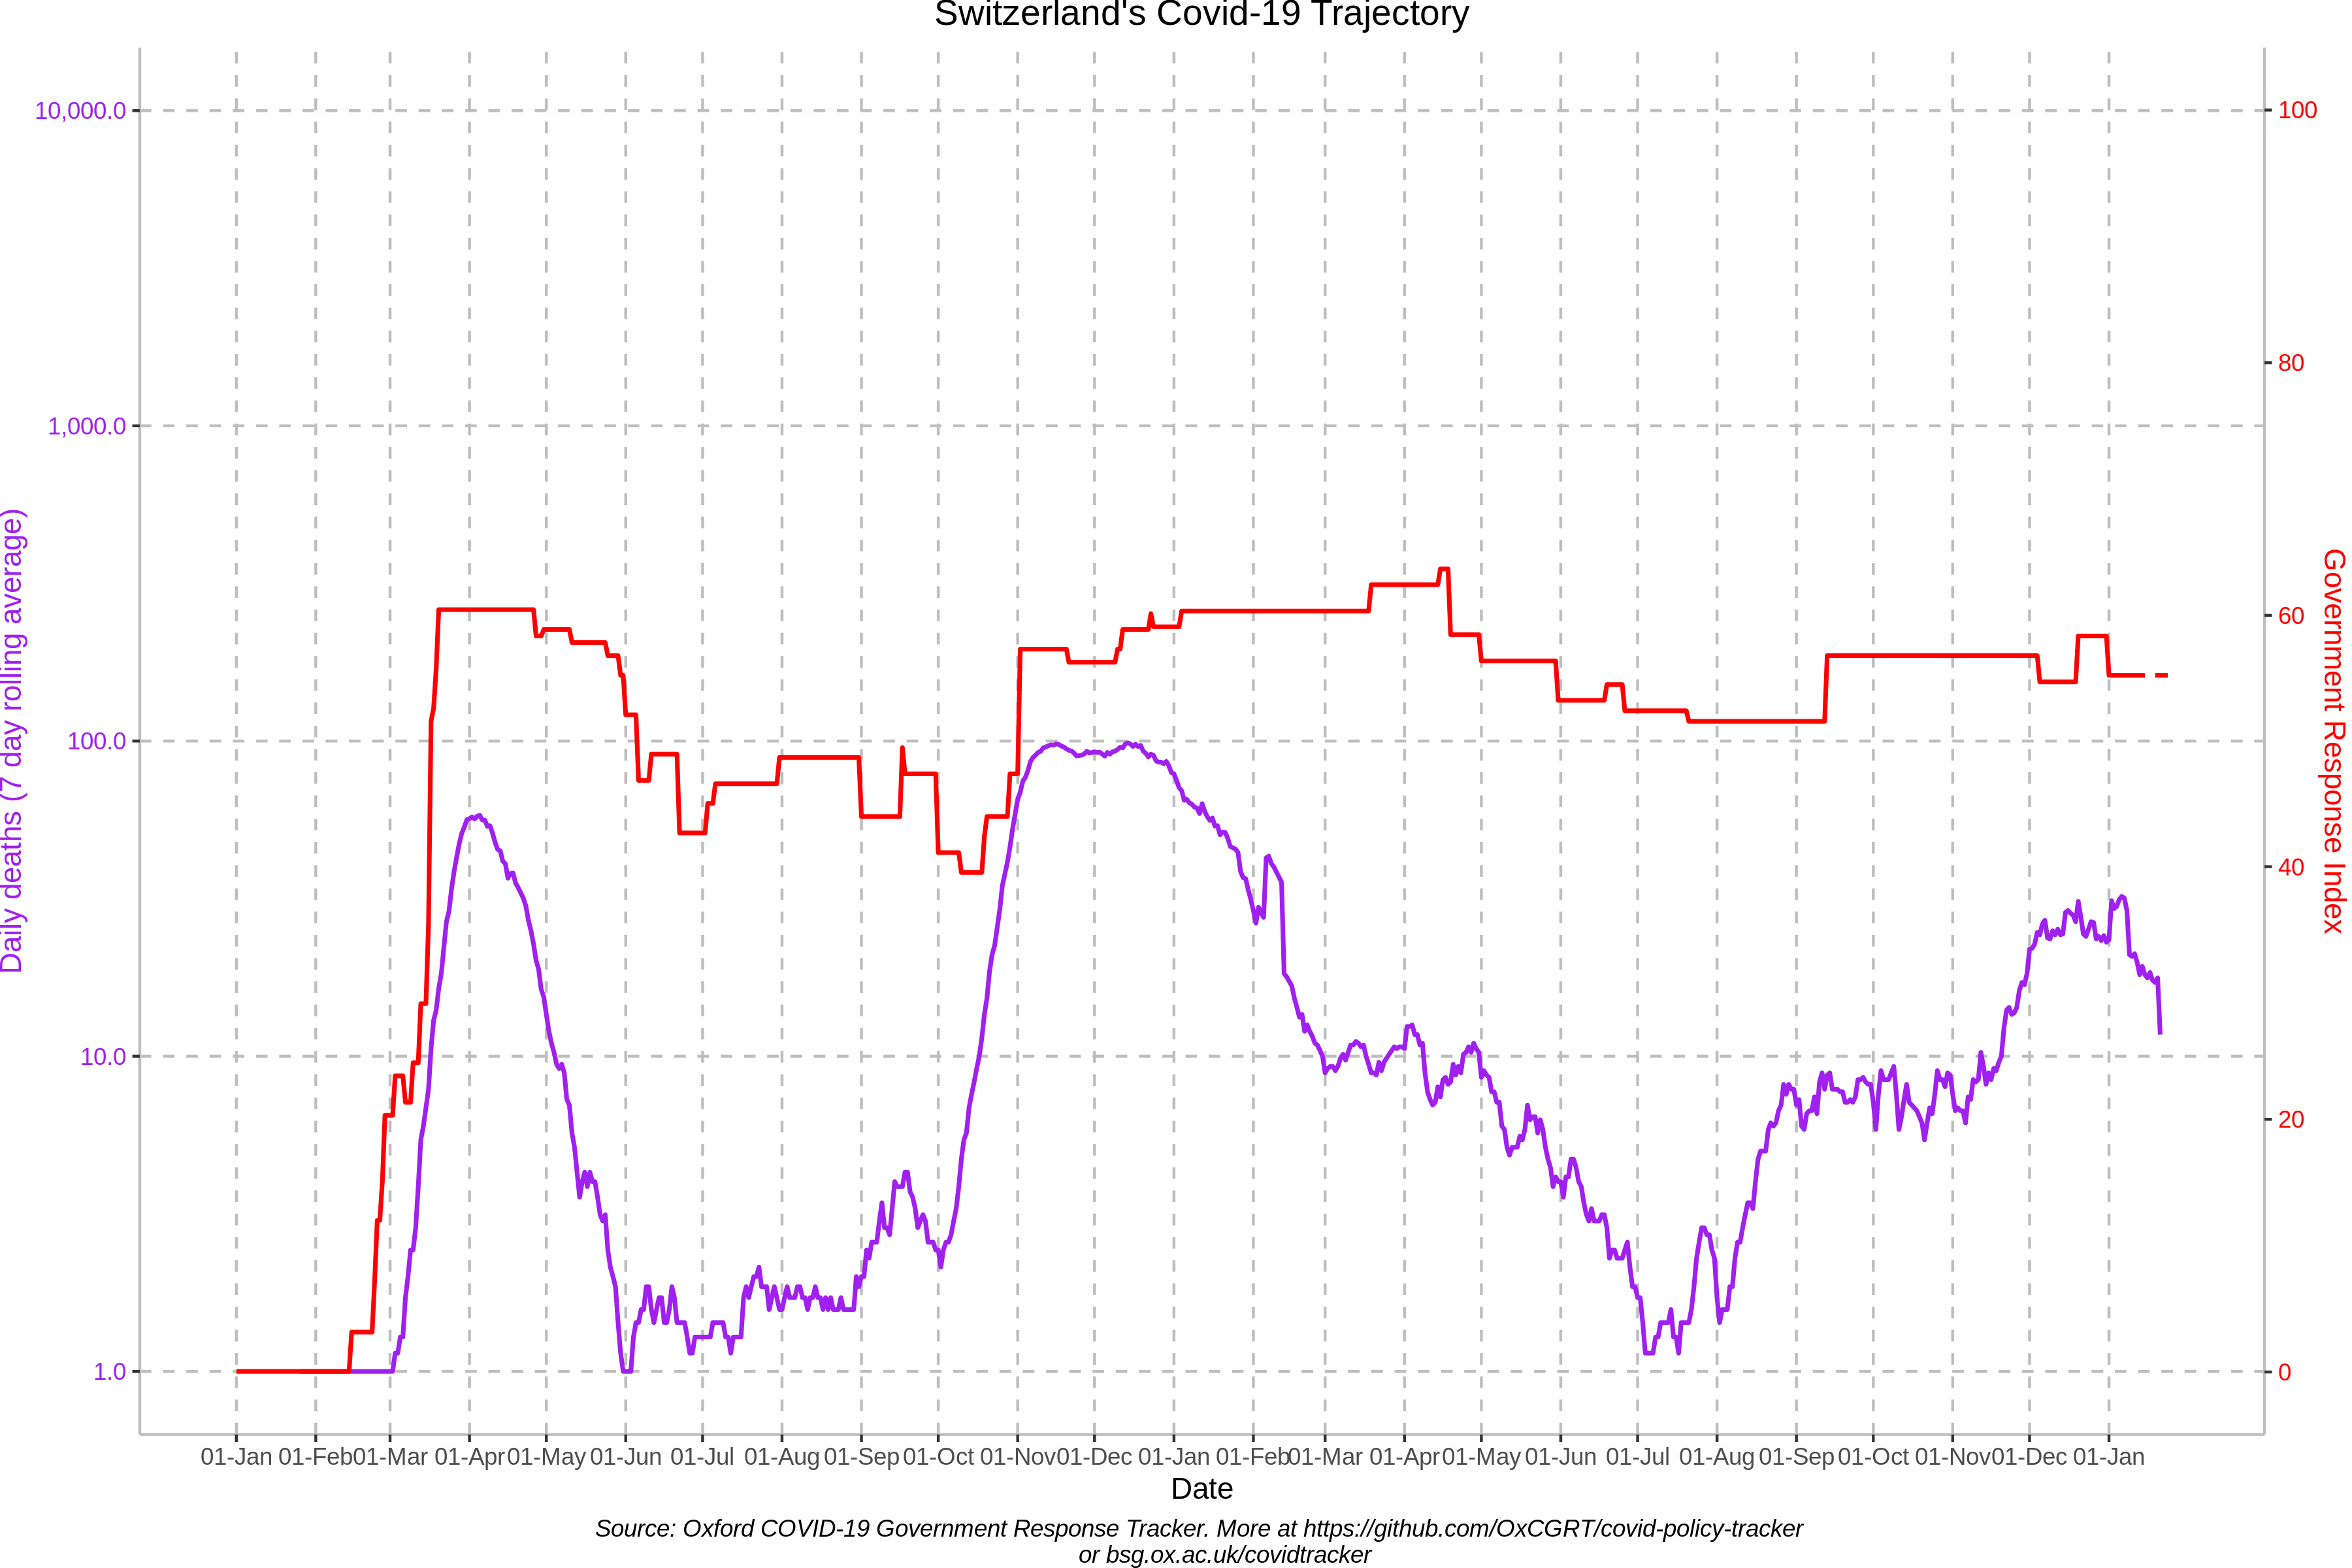 Switzerland's Covid-19 Trajectory
10,000.0
1,000.0
100.0
10.0
1.0
Daily deaths (7 day rolling average)
100
80
60
40
20
0
Government Response Index
01-Jan 01-Feb 01-Mar 01-Apr 01-May 01-Jun 01-Jul 01-Aug 01-Sep 01-Oct 01-Nov 01-Dec 01-Jan 01-Feb 01-Mar 01-Apr 01-May 01-Jun 01-Jul 01-Aug 01-Sep 01-Oct 01-Nov 01-Dec 01-Jan
Date
Source: Oxford COVID-19 Government Response Tracker. More at https://github.com/OxCGRT/covid-policy-tracker
or bsg.ox.ac.uk/covidtracker